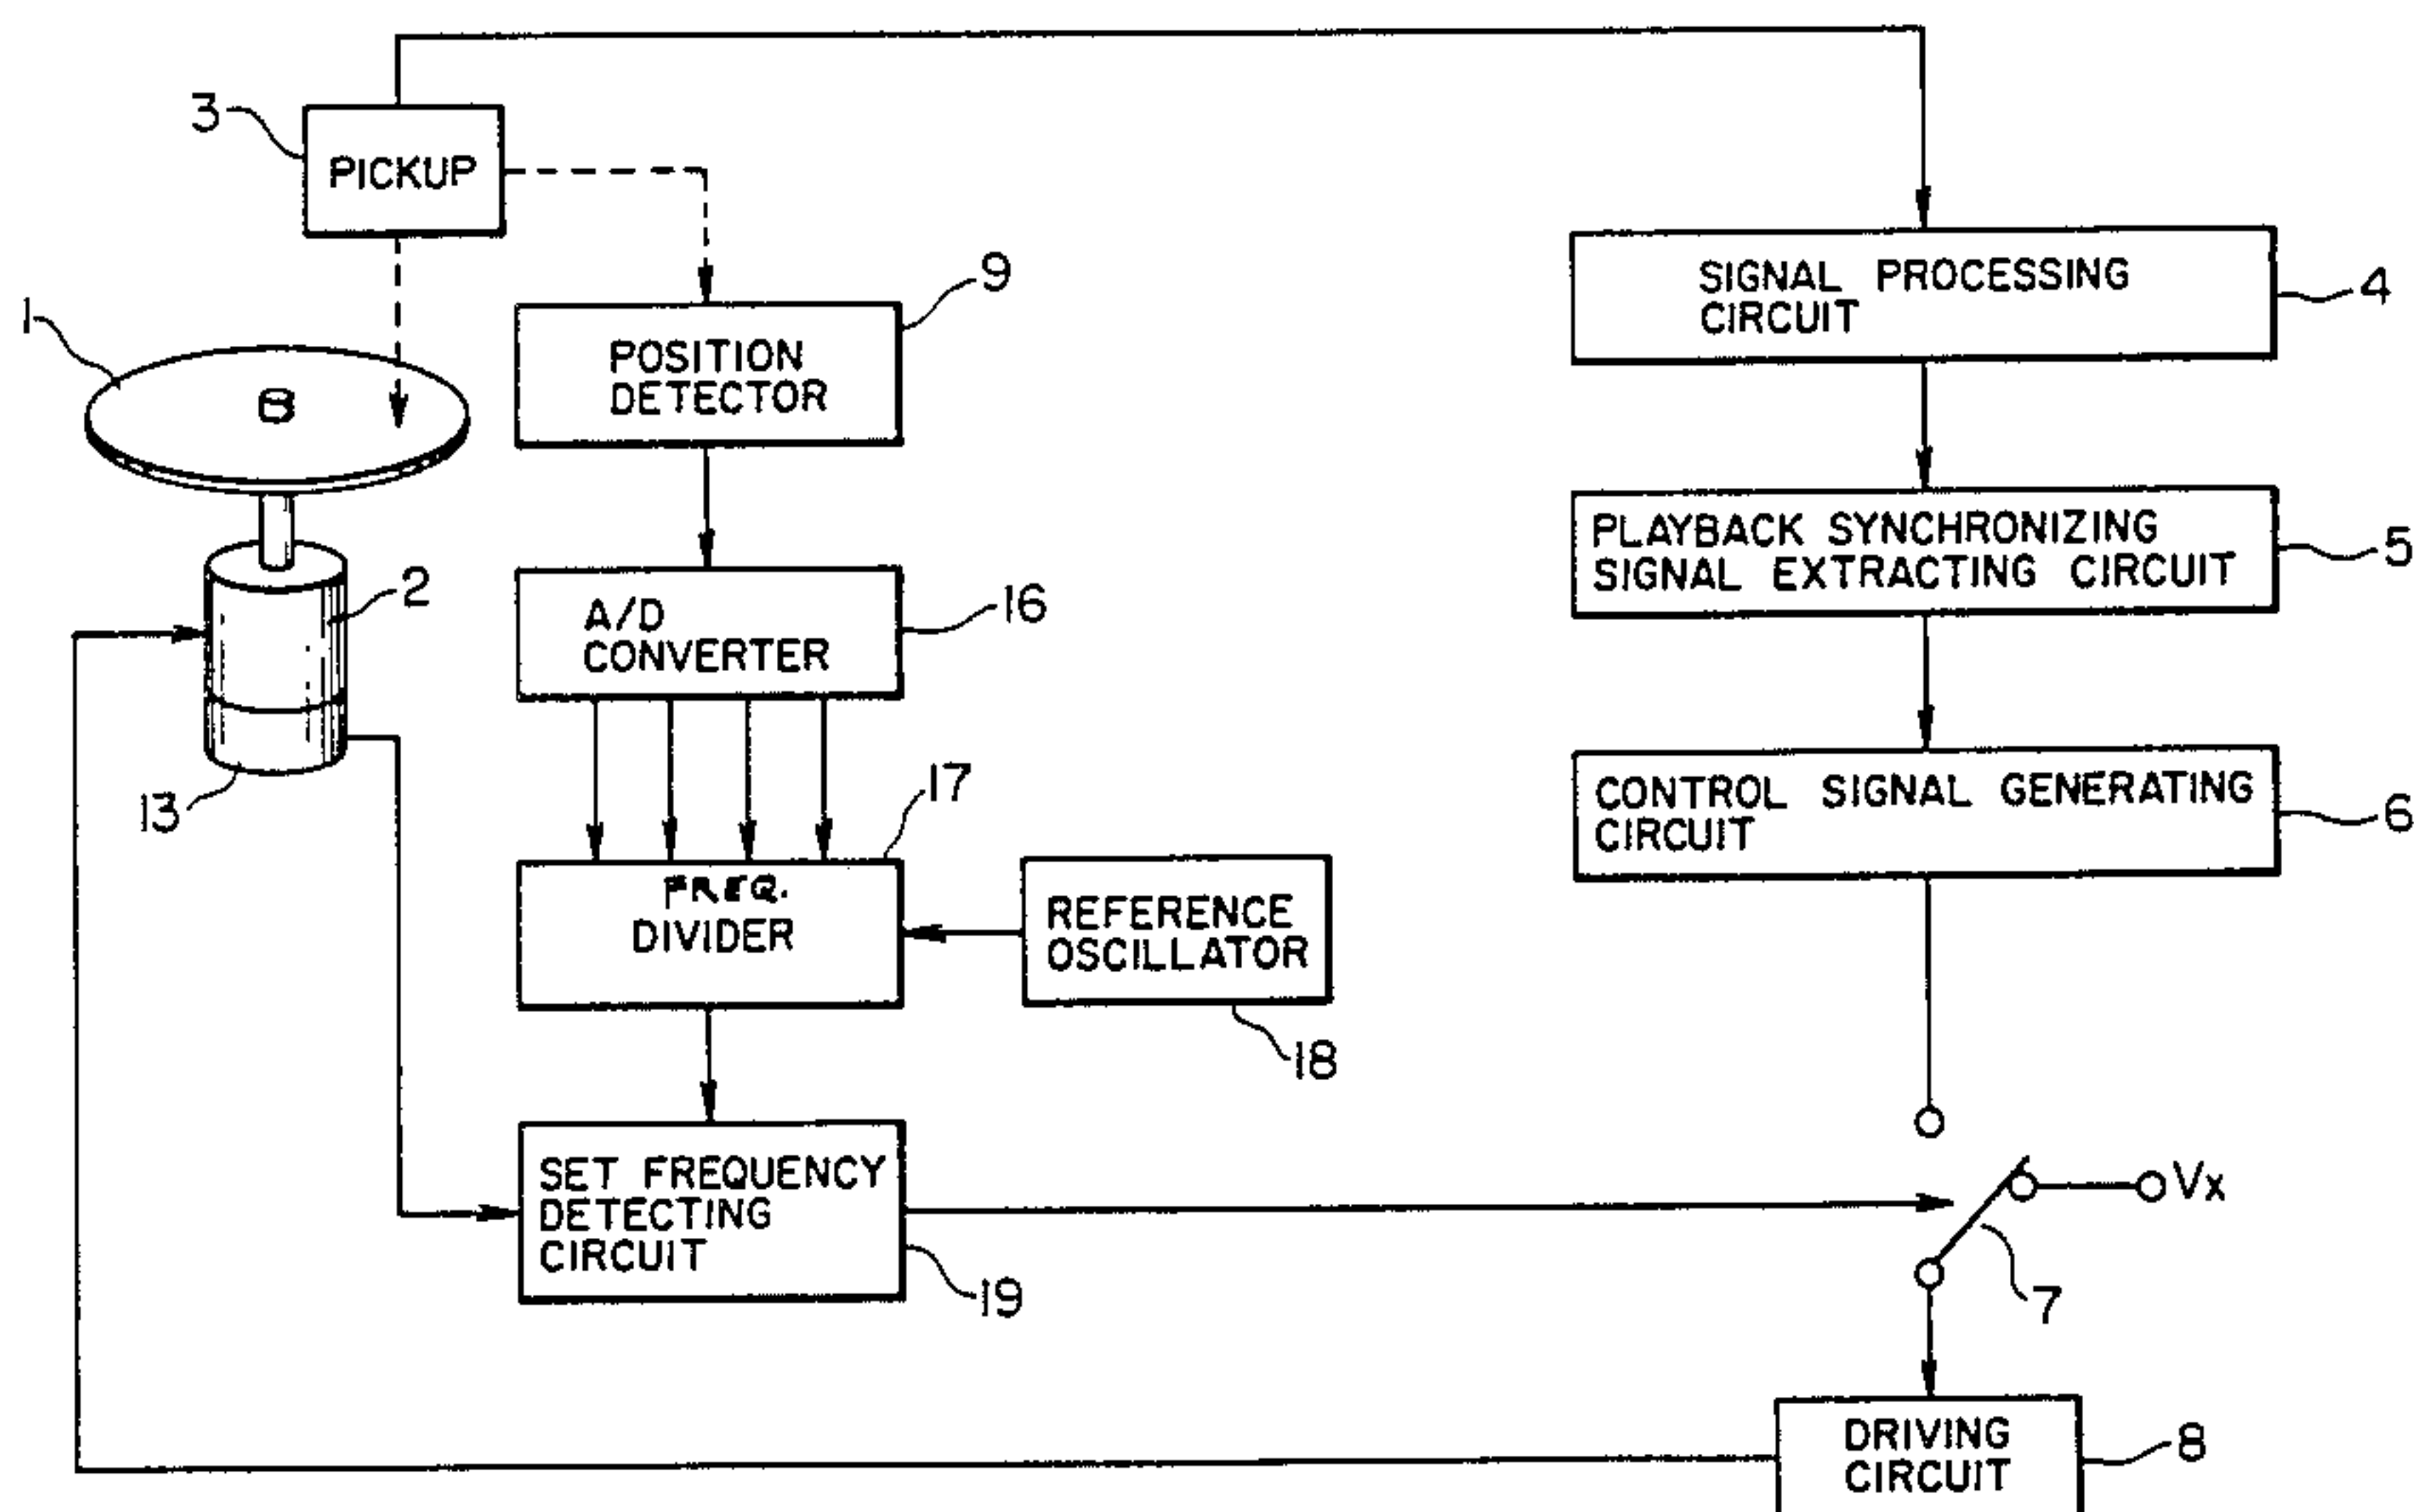 3
PICKUP
1
9
POSITION
DETECTOR
SIGNAL PROCESSING
CIRCUIT
4
2
A/D
CONVERTER
16
PLAYBACK SYNCHRONIZING
SIGNAL EXTRACTING CIRCUIT
5
13
17
FREQ.
DIVIDER
REFERENCE
OSCILLATOR
18
CONTROL SIGNAL GENERATING
CIRCUIT
6
SET FREQUENCY
DETECTING
CIRCUIT
19
Vx
7
DRIVING
CIRCUIT
8